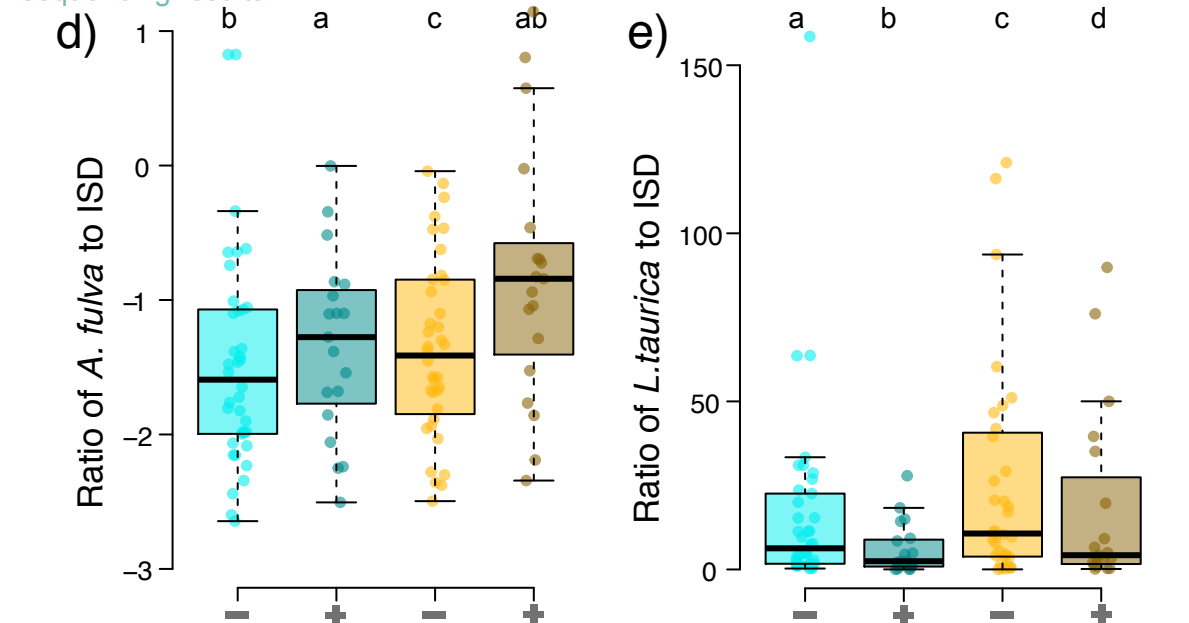 d)
b a c ab
1
0
−1
−2
−3
Ratio of A. fulva to ISD
− + − +
e)
a b c d
150
100
50
0
Ratio of L.taurica to ISD
− + − +